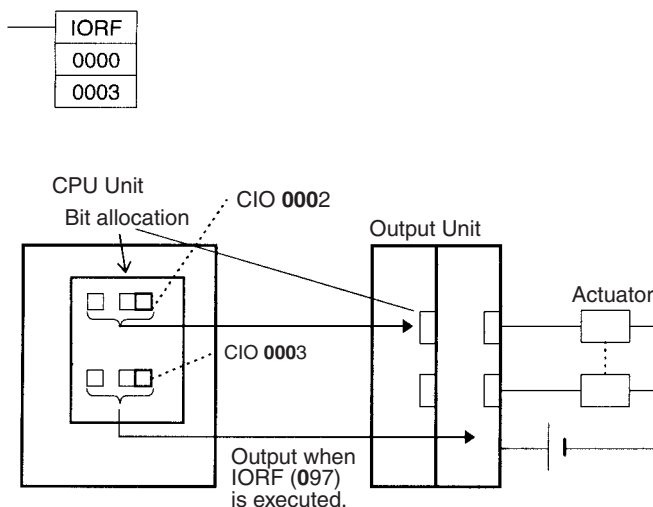 IORF
0000
0003
CPU Unit
Bit allocation
CIO 0002
Output Unit
Actuator
CIO 0003
Output when
IORF (097)
is executed.